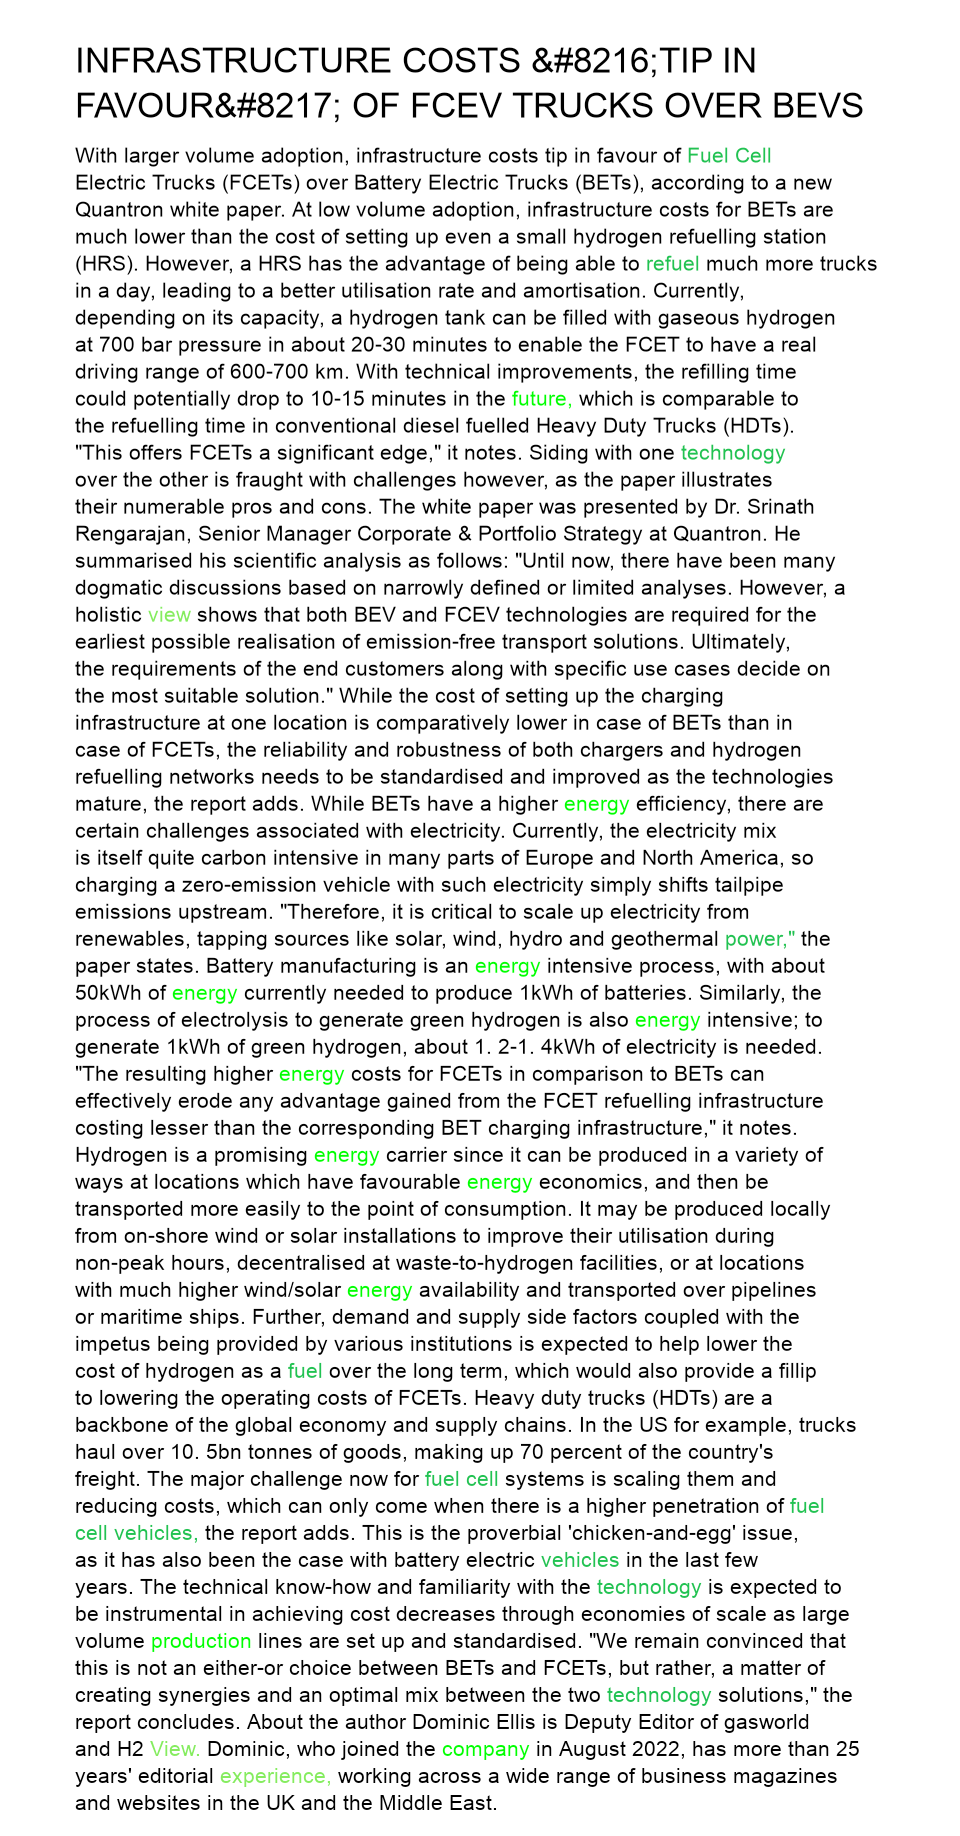 INFRASTRUCTURE COSTS &#8216;TIP IN
FAVOUR&#8217; OF FCEV TRUCKS OVER BEVS
With larger volume adoption, infrastructure costs tip in favour of Fuel Cell
Electric Trucks (FCETs) over Battery Electric Trucks (BETs), according to a new
Quantron white paper. At low volume adoption, infrastructure costs for BETs are
much lower than the cost of setting up even a small hydrogen refuelling station
(HRS). However, a HRS has the advantage of being able to refuel much more trucks
in a day, leading to a better utilisation rate and amortisation. Currently,
depending on its capacity, a hydrogen tank can be filled with gaseous hydrogen
at 700 bar pressure in about 20-30 minutes to enable the FCET to have a real
driving range of 600-700 km. With technical improvements, the refilling time
could potentially drop to 10-15 minutes in the future, which is comparable to
the refuelling time in conventional diesel fuelled Heavy Duty Trucks (HDTs).
"This offers FCETs a significant edge," it notes. Siding with one technology
over the other is fraught with challenges however, as the paper illustrates
their numerable pros and cons. The white paper was presented by Dr. Srinath
Rengarajan, Senior Manager Corporate & Portfolio Strategy at Quantron. He
summarised his scientific analysis as follows: "Until now, there have been many
dogmatic discussions based on narrowly defined or limited analyses. However, a
holistic view shows that both BEV and FCEV technologies are required for the
earliest possible realisation of emission-free transport solutions. Ultimately,
the requirements of the end customers along with specific use cases decide on
the most suitable solution." While the cost of setting up the charging
infrastructure at one location is comparatively lower in case of BETs than in
case of FCETs, the reliability and robustness of both chargers and hydrogen
refuelling networks needs to be standardised and improved as the technologies
mature, the report adds. While BETs have a higher energy efficiency, there are
certain challenges associated with electricity. Currently, the electricity mix
is itself quite carbon intensive in many parts of Europe and North America, so
charging a zero-emission vehicle with such electricity simply shifts tailpipe
emissions upstream. "Therefore, it is critical to scale up electricity from
renewables, tapping sources like solar, wind, hydro and geothermal power," the
paper states. Battery manufacturing is an energy intensive process, with about
50kWh of energy currently needed to produce 1kWh of batteries. Similarly, the
process of electrolysis to generate green hydrogen is also energy intensive; to
generate 1kWh of green hydrogen, about 1. 2-1. 4kWh of electricity is needed.
"The resulting higher energy costs for FCETs in comparison to BETs can
effectively erode any advantage gained from the FCET refuelling infrastructure
costing lesser than the corresponding BET charging infrastructure," it notes.
Hydrogen is a promising energy carrier since it can be produced in a variety of
ways at locations which have favourable energy economics, and then be
transported more easily to the point of consumption. It may be produced locally
from on-shore wind or solar installations to improve their utilisation during
non-peak hours, decentralised at waste-to-hydrogen facilities, or at locations
with much higher wind/solar energy availability and transported over pipelines
or maritime ships. Further, demand and supply side factors coupled with the
impetus being provided by various institutions is expected to help lower the
cost of hydrogen as a fuel over the long term, which would also provide a fillip
to lowering the operating costs of FCETs. Heavy duty trucks (HDTs) are a
backbone of the global economy and supply chains. In the US for example, trucks
haul over 10. 5bn tonnes of goods, making up 70 percent of the country's
freight. The major challenge now for fuel cell systems is scaling them and
reducing costs, which can only come when there is a higher penetration of fuel
cell vehicles, the report adds. This is the proverbial 'chicken-and-egg' issue,
as it has also been the case with battery electric vehicles in the last few
years. The technical know-how and familiarity with the technology is expected to
be instrumental in achieving cost decreases through economies of scale as large
volume production lines are set up and standardised. "We remain convinced that
this is not an either-or choice between BETs and FCETs, but rather, a matter of
creating synergies and an optimal mix between the two technology solutions," the
report concludes. About the author Dominic Ellis is Deputy Editor of gasworld
and H2 View. Dominic, who joined the company in August 2022, has more than 25
years' editorial experience, working across a wide range of business magazines
and websites in the UK and the Middle East.